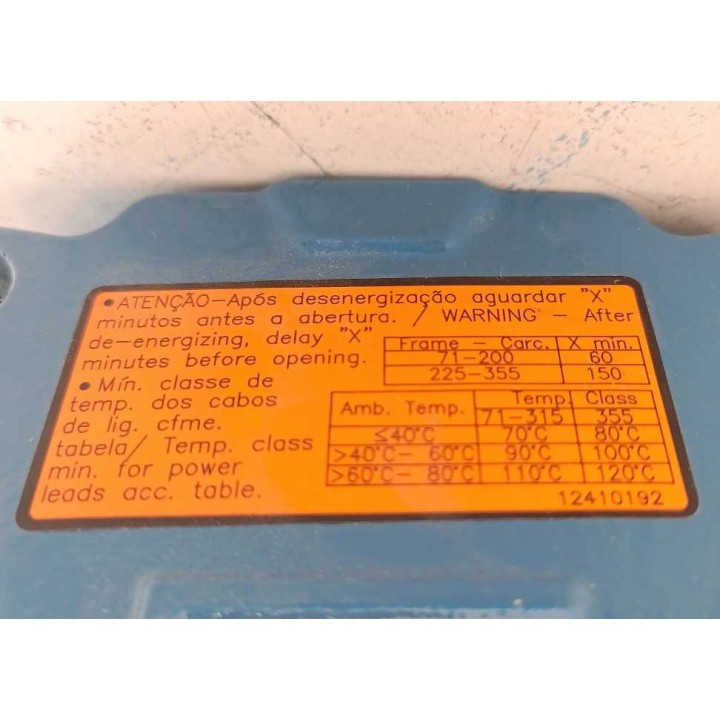 • ATENÇÃO-Após desenergização aguardar "X"
minutos antes a abertura. / WARNING - After
de-energizing, delay "X"
minutes before opening.
Frame - Carc. X min.
71-200 60
225-355 150
• Mín. classe de
temp. dos cabos
de lig. cfme.
tabela/ Temp. class
min. for power
leads acc. table.
Amb. Temp. Temp. Class
71-315 355
≤40°C 70°C 80°C
>40°C- 60°C 90°C 100°C
>60°C- 80°C 110°C 120°C
12410192